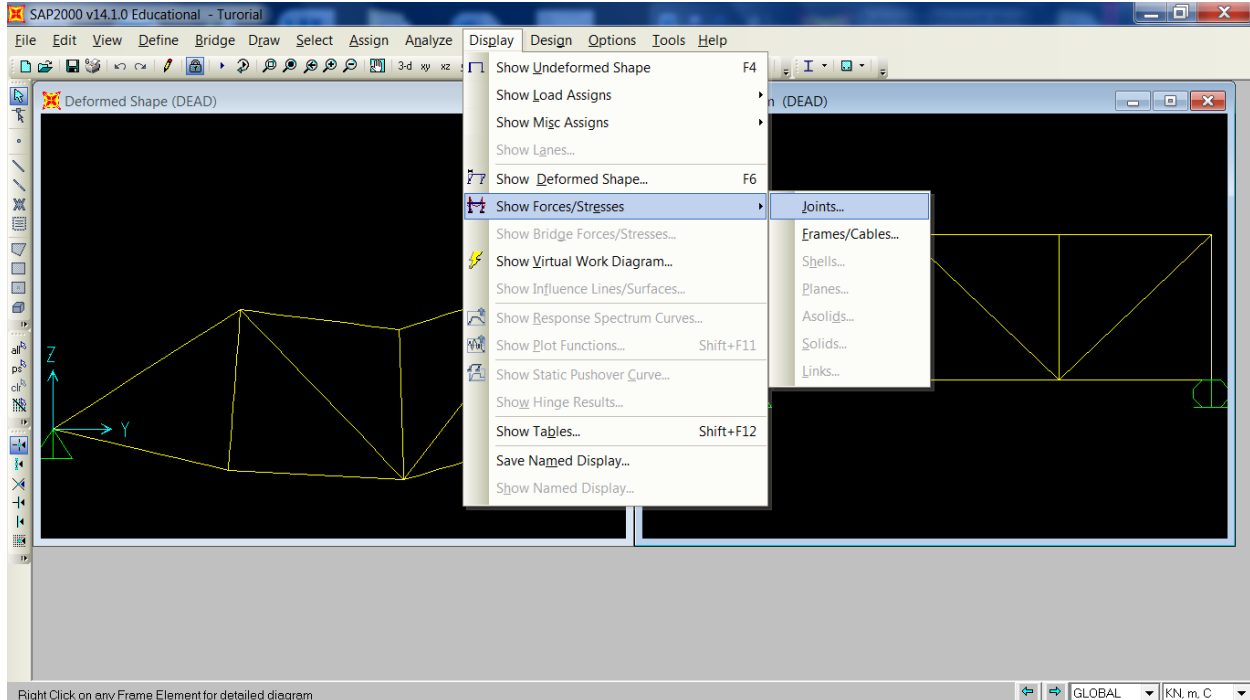 SAP2000 v14.1.0 Educational - Turorial
File Edit View Define Bridge Draw Select Assign Analyze Display Design Options Tools Help
3-d xy xz
Deformed Shape (DEAD)
(DEAD)
Show Undeformed Shape F4
Show Load Assigns
Show Misc Assigns
Show Lanes...
Show Deformed Shape... F6
Show Forces/Stresses
Show Bridge Forces/Stresses...
Show Virtual Work Diagram...
Show Influence Lines/Surfaces...
Show Response Spectrum Curves...
Show Plot Functions... Shift+F11
Show Static Pushover Curve...
Show Hinge Results...
Show Tables... Shift+F12
Save Named Display...
Show Named Display...
Joints...
Frames/Cables...
Shells...
Planes...
Asolids...
Solids...
Links...
all
ps
clr
Z
Y
Right Click on any Frame Element for detailed diagram
GLOBAL
KN, m, C